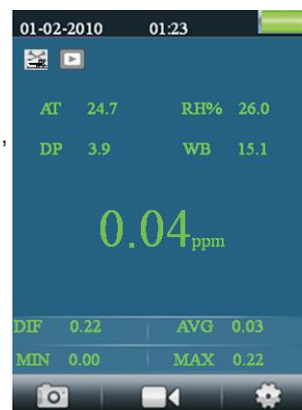 01-02-2010 01:23
AT 24.7 RH% 26.0
,
DP 3.9 WB 15.1
0.04ppm
DIF 0.22 AVG 0.03
MIN 0.00 MAX 0.22